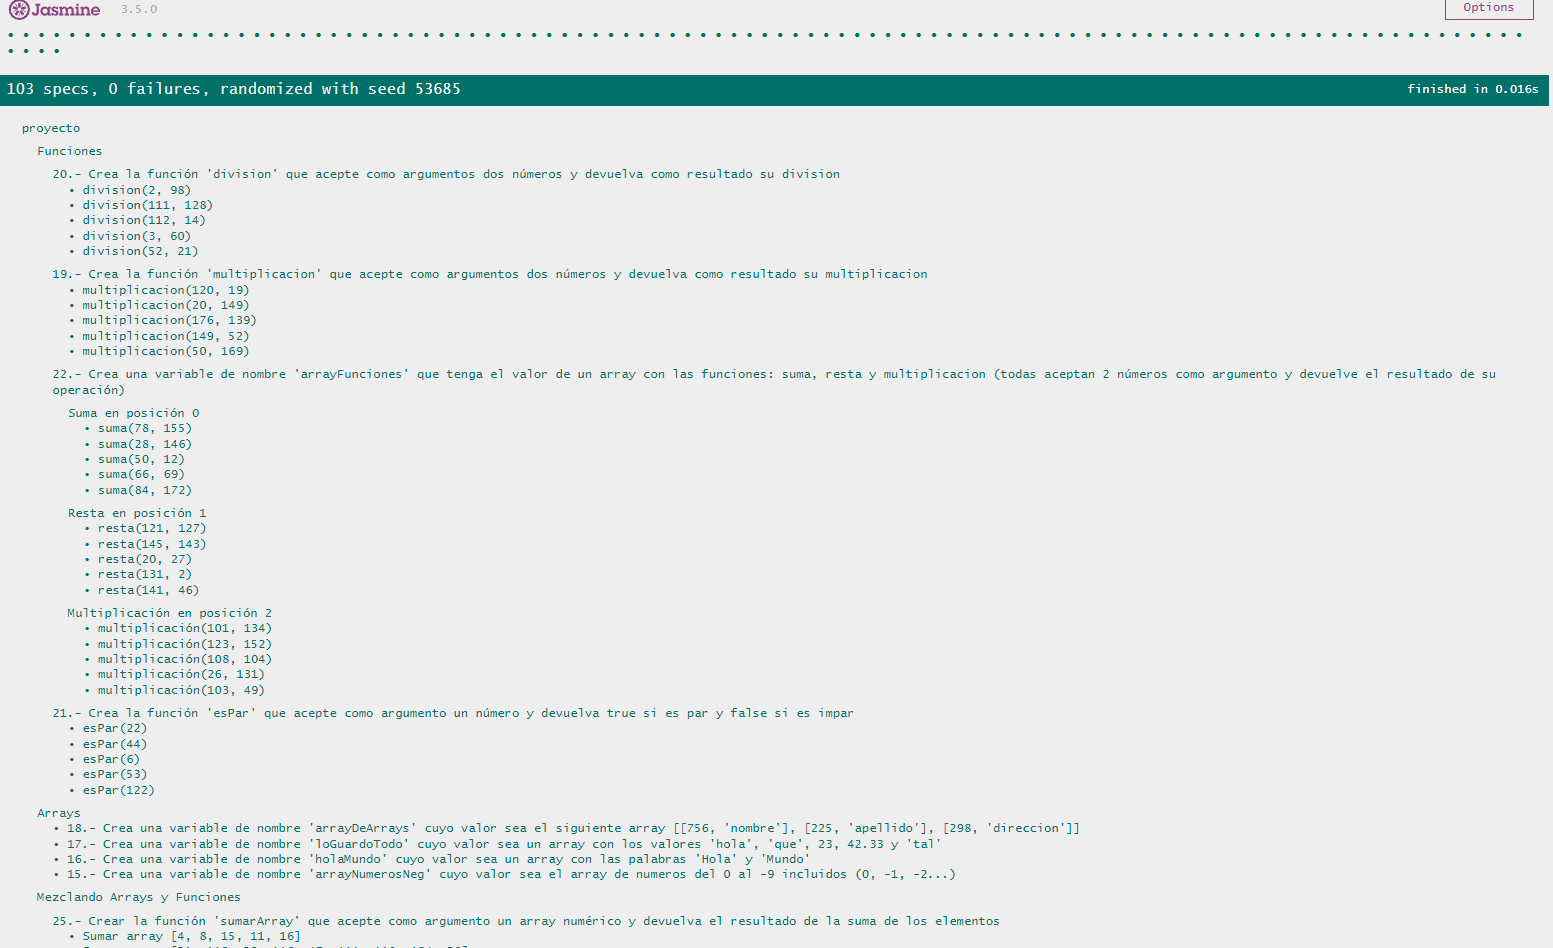 Jasmine 3.5.0 Options
103 specs, 0 failures, randomized with seed 53685 finished in 0.016s
proyecto
Funciones
20.- Crea la función 'division' que acepte como argumentos dos números y devuelva como resultado su division
• division(2, 98)
• division(111, 128)
• division(112, 14)
• division(3, 60)
• division(52, 21)
19.- Crea la función 'multiplicacion' que acepte como argumentos dos números y devuelva como resultado su multiplicacion
• multiplicacion(120, 19)
• multiplicacion(20, 149)
• multiplicacion(176, 139)
• multiplicacion(149, 52)
• multiplicacion(50, 169)
22.- Crea una variable de nombre 'arrayFunciones' que tenga el valor de un array con las funciones: suma, resta y multiplicacion (todas aceptan 2 números como argumento y devuelve el resultado de su
operación)
Suma en posición 0
• suma(78, 155)
• suma(28, 146)
• suma(50, 12)
• suma(66, 69)
• suma(84, 172)
Resta en posición 1
• resta(121, 127)
• resta(145, 143)
• resta(20, 27)
• resta(131, 2)
• resta(141, 46)
Multiplicación en posición 2
• multiplicación(101, 134)
• multiplicación(123, 152)
• multiplicación(108, 104)
• multiplicación(26, 131)
• multiplicación(103, 49)
21.- Crea la función 'esPar' que acepte como argumento un número y devuelva true si es par y false si es impar
• esPar(22)
• esPar(44)
• esPar(6)
• esPar(53)
• esPar(122)
Arrays
• 18.- Crea una variable de nombre 'arrayDeArrays' cuyo valor sea el siguiente array [[756, 'nombre'], [225, 'apellido'], [298, 'direccion']]
• 17.- Crea una variable de nombre 'loGuardoTodo' cuyo valor sea un array con los valores 'hola', 'que', 23, 42.33 y 'tal'
• 16.- Crea una variable de nombre 'holaMundo' cuyo valor sea un array con las palabras 'Hola' y 'Mundo'
• 15.- Crea una variable de nombre 'arrayNumerosNeg' cuyo valor sea el array de numeros del 0 al -9 incluidos (0, -1, -2...)
Mezclando Arrays y Funciones
25.- Crear la función 'sumarArray' que acepte como argumento un array numérico y devuelva el resultado de la suma de los elementos
• Sumar array [4, 8, 15, 11, 16]